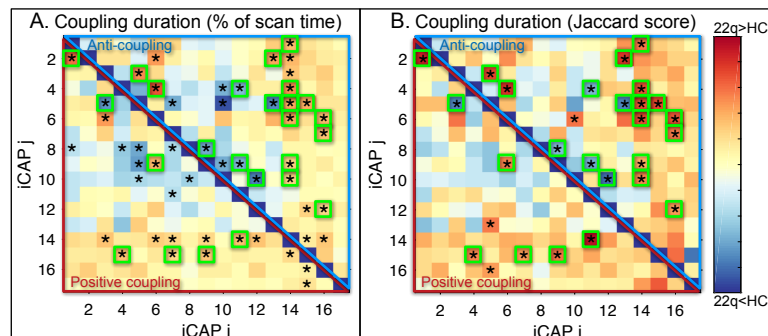 A. Coupling duration (% of scan time)
Anti-coupling
2
4
6
8
10
12
14
16
iCAP j
Positive coupling
2 4 6 8 10 12 14 16
iCAP i
B. Coupling duration (Jaccard score)
Anti-coupling
2
4
6
8
10
12
14
16
iCAP j
Positive coupling
2 4 6 8 10 12 14 16
iCAP i
22q>HC
22q<HC